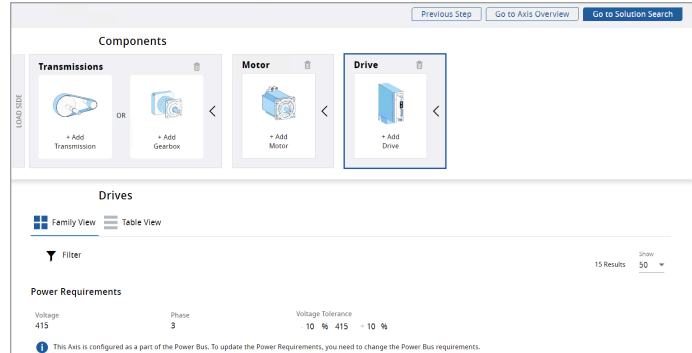 Previous Step Go to Axis Overview Go to Solution Search
Components
LOAD SIDE
Transmissions
+ Add
Transmission
OR
+ Add
Gearbox
Motor
+ Add
Motor
Drive
+ Add
Drive
Drives
Family View Table View
Filter
15 Results
Show
50
Power Requirements
Voltage
415
Phase
3
Voltage Tolerance
- 10 % 415 + 10 %
This Axis is configured as a part of the Power Bus. To update the Power Requirements, you need to change the Power Bus requirements.